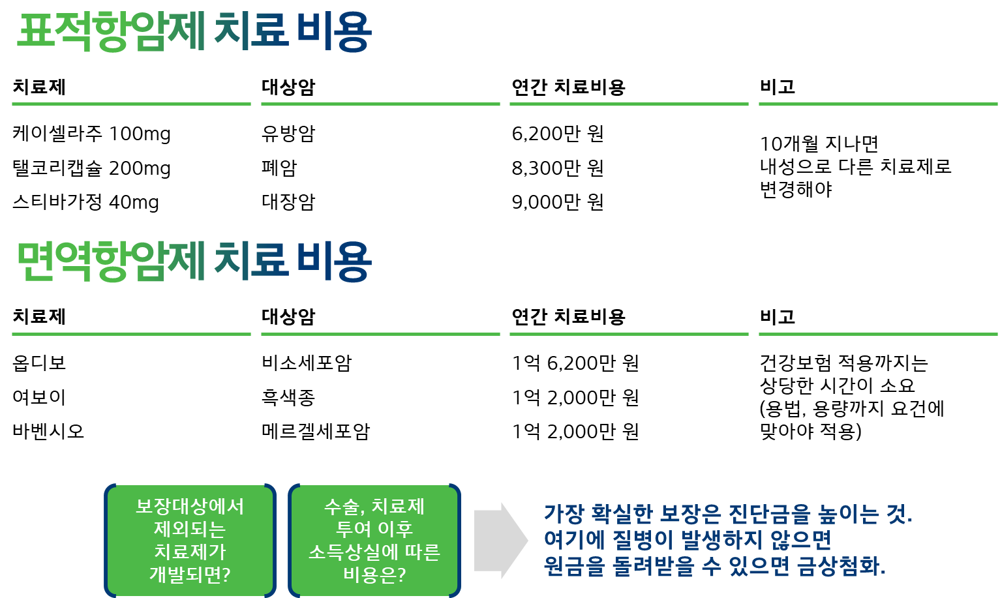 표적항암제 치료 비용
치료제 대상암 연간 치료비용 비고
케이셀라주 100mg 유방암 6,200만 원
탤코리캡슐 200mg 폐암 8,300만 원
스티바가정 40mg 대장암 9,000만 원
10개월 지나면
내성으로 다른 치료제로
변경해야
면역항암제 치료 비용
치료제 대상암 연간 치료비용 비고
옵디보 비소세포암 1억 6,200만 원
여보이 흑색종 1억 2,000만 원
바벤시오 메르겔세포암 1억 2,000만 원
건강보험 적용까지는
상당한 시간이 소요
(용법, 용량까지 요건에
맞아야 적용)
보장대상에서
제외되는
치료제가
개발되면?
수술, 치료제
투여 이후
소득상실에 따른
비용은?
가장 확실한 보장은 진단금을 높이는 것.
여기에 질병이 발생하지 않으면
원금을 돌려받을 수 있으면 금상첨화.